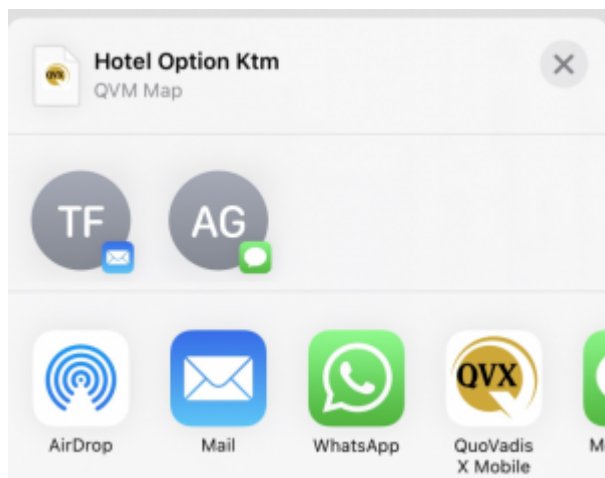 QVX
Hotel Option Ktm
QVM Map
TF
AG
QVX
AirDrop
Mail
WhatsApp
QuoVadis
X Mobile
M